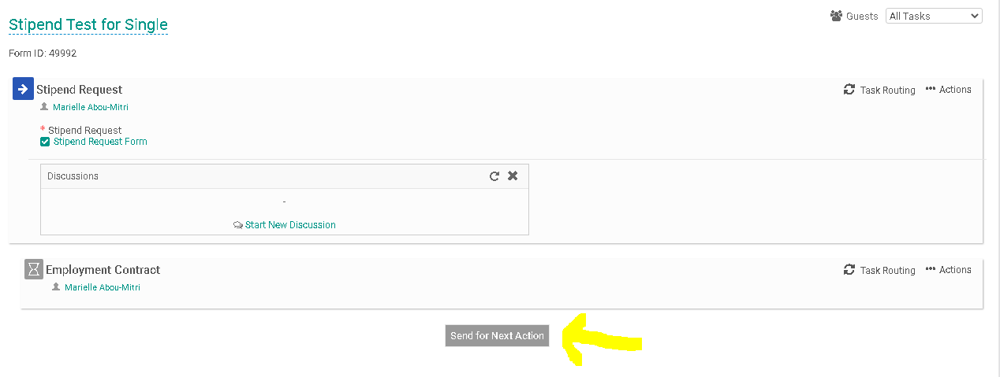 Stipend Test for Single
Guests
All Tasks
Form ID: 49992
Stipend Request
Task Routing
••• Actions
Marielle Abou-Mitri
* Stipend Request
Stipend Request Form
Discussions
-
Start New Discussion
Employment Contract
Task Routing
••• Actions
Marielle Abou-Mitri
Send for Next Action